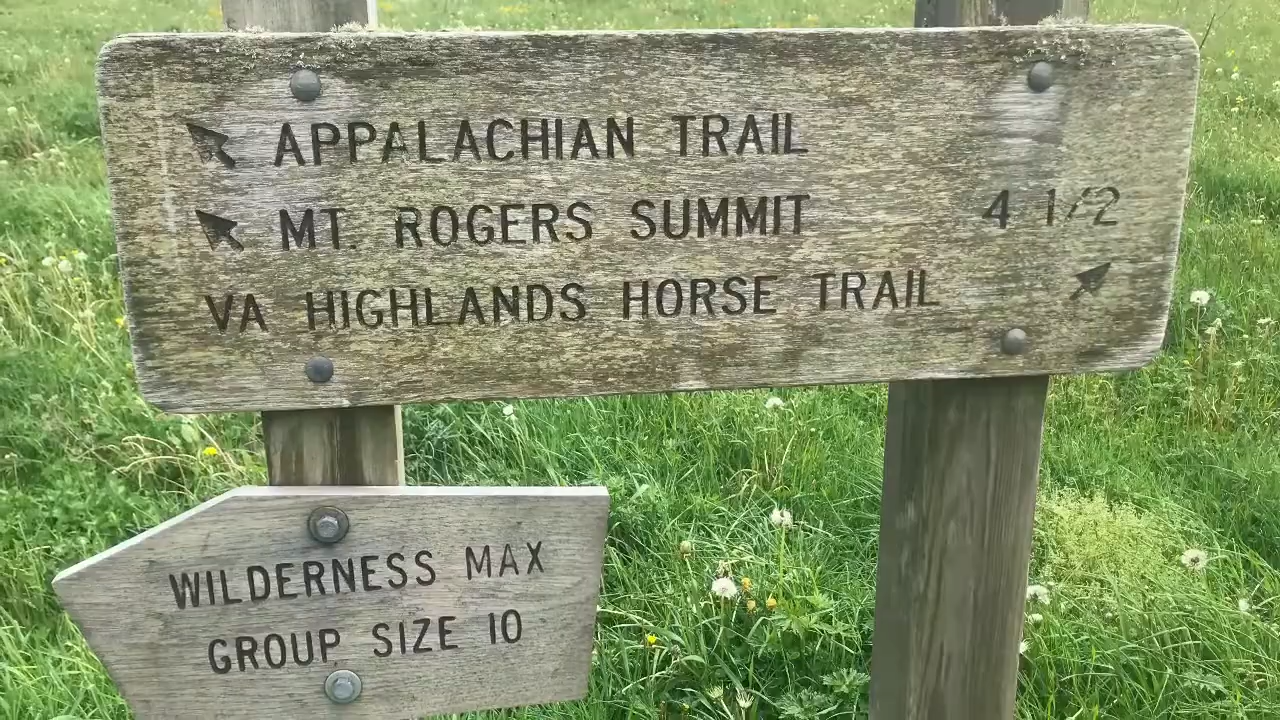 APPALACHIAN TRAIL
MT. ROGERS SUMMIT 4 1/2
VA HIGHLANDS HORSE TRAIL
WILDERNESS MAX
GROUP SIZE 10